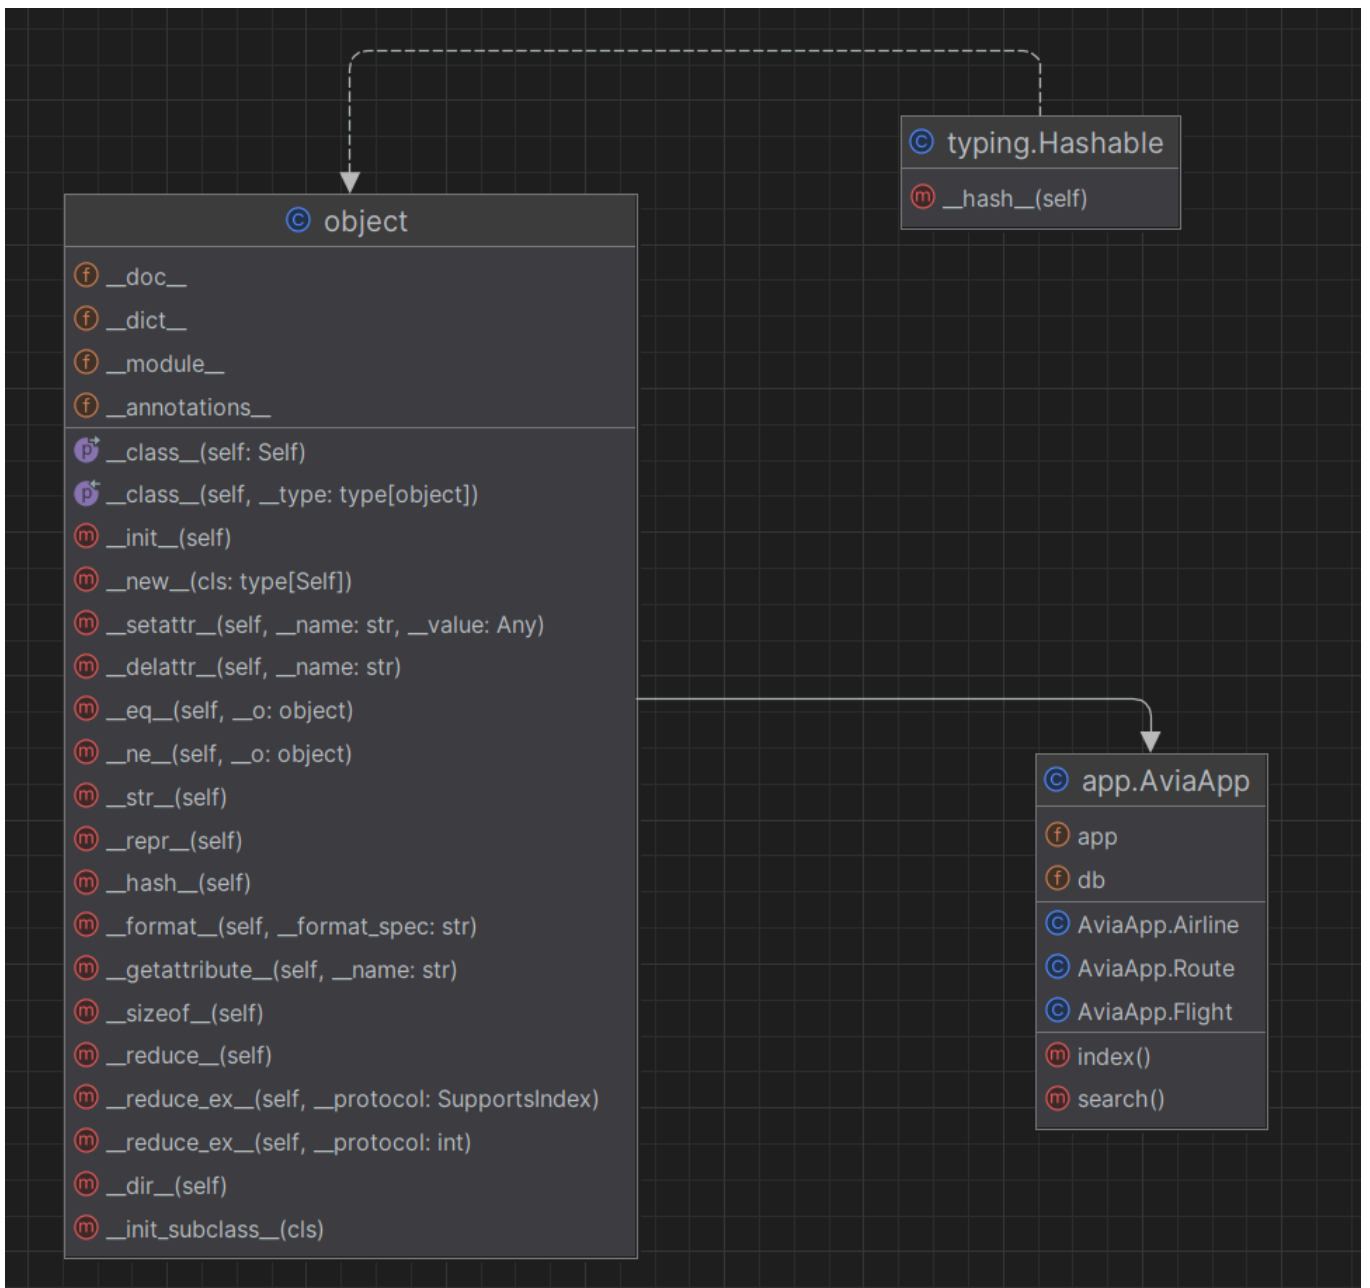 typing.Hashable
__hash__(self)
object
__doc__
__dict__
__module__
__annotations__
__class__(self: Self)
__class__(self, __type: type[object])
__init__(self)
__new__(cls: type[Self])
__setattr__(self, __name: str, __value: Any)
__delattr__(self, __name: str)
__eq__(self, __o: object)
__ne__(self, __o: object)
__str__(self)
__repr__(self)
__hash__(self)
__format__(self, __format_spec: str)
__getattribute__(self, __name: str)
__sizeof__(self)
__reduce__(self)
__reduce_ex__(self, __protocol: SupportsIndex)
__reduce_ex__(self, __protocol: int)
__dir__(self)
__init_subclass__(cls)
app.AviaApp
app
db
AviaApp.Airline
AviaApp.Route
AviaApp.Flight
index()
search()